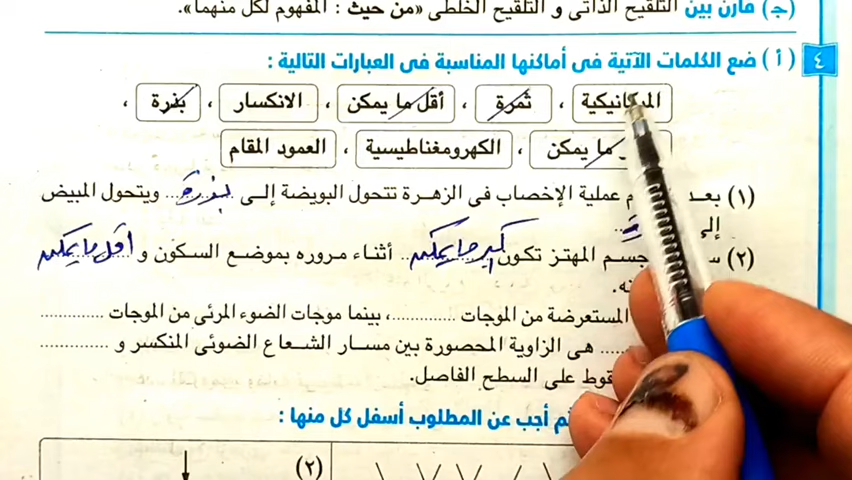 (جـ) قارن بين التلقيح الذاتى و التلقيح الخلطى «من حيث : المفهوم لكل منهما».
٤ (أ) ضع الكلمات الآتية فى أماكنها المناسبة فى العبارات التالية :
الميكانيكية ، ثمرة ، أقل ما يمكن ، الانكسار ، بذرة ،
ما يمكن ، الكهرومغناطيسية ، العمود المقام
(١) بعد عملية الإخصاب فى الزهرة تتحول البويضة إلى بذرة ويتحول المبيض
إلى
(٢) جسم المهتز تكون أكبر ما يمكن أثناء مروره بموضع السكون و أقل ما يمكن
المستعرضة من الموجات ............، بينما موجات الضوء المرئى من الموجات ............
............ هى الزاوية المحصورة بين مسار الشعاع الضوئى المنكسر و ............
على السطح الفاصل.
ثم أجب عن المطلوب أسفل كل منها :
(٢)